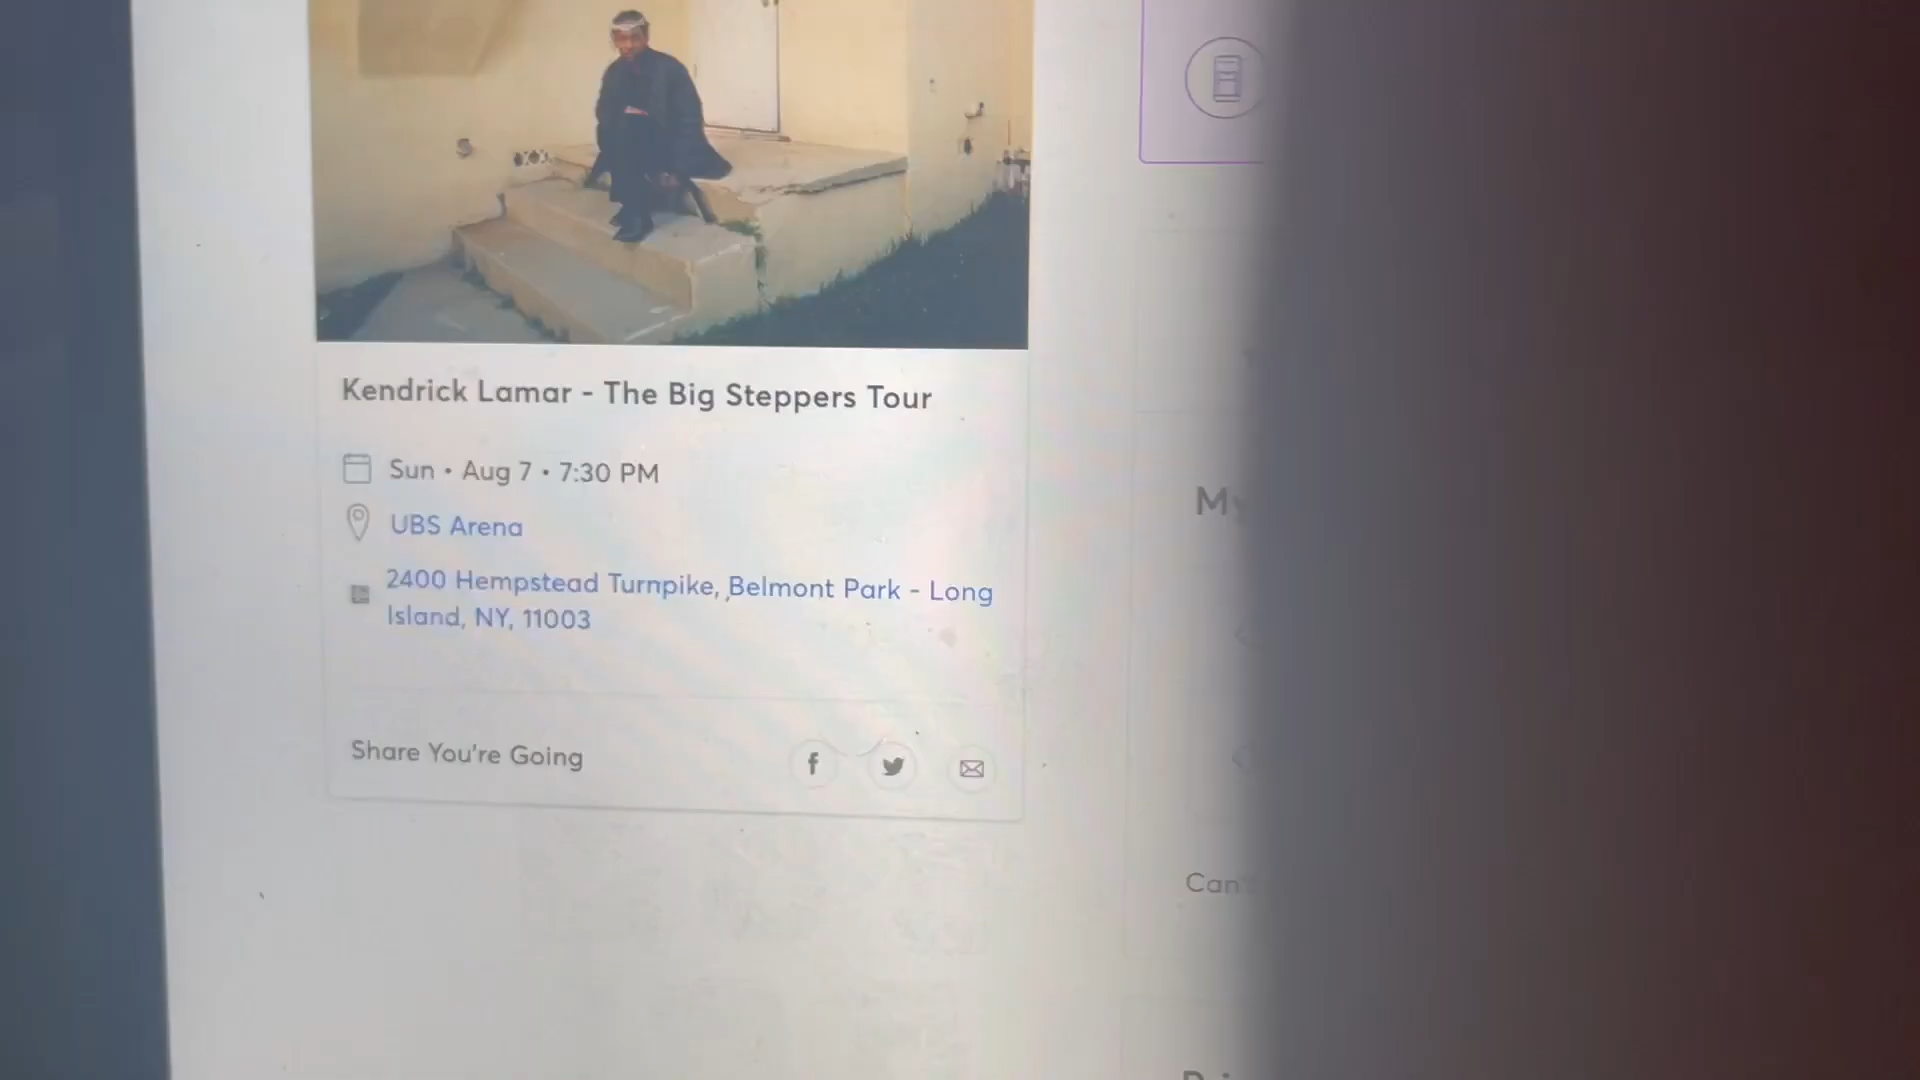 Kendrick Lamar - The Big Steppers Tour
Sun • Aug 7 • 7:30 PM
UBS Arena
2400 Hempstead Turnpike, Belmont Park - Long
Island, NY, 11003
Share You're Going